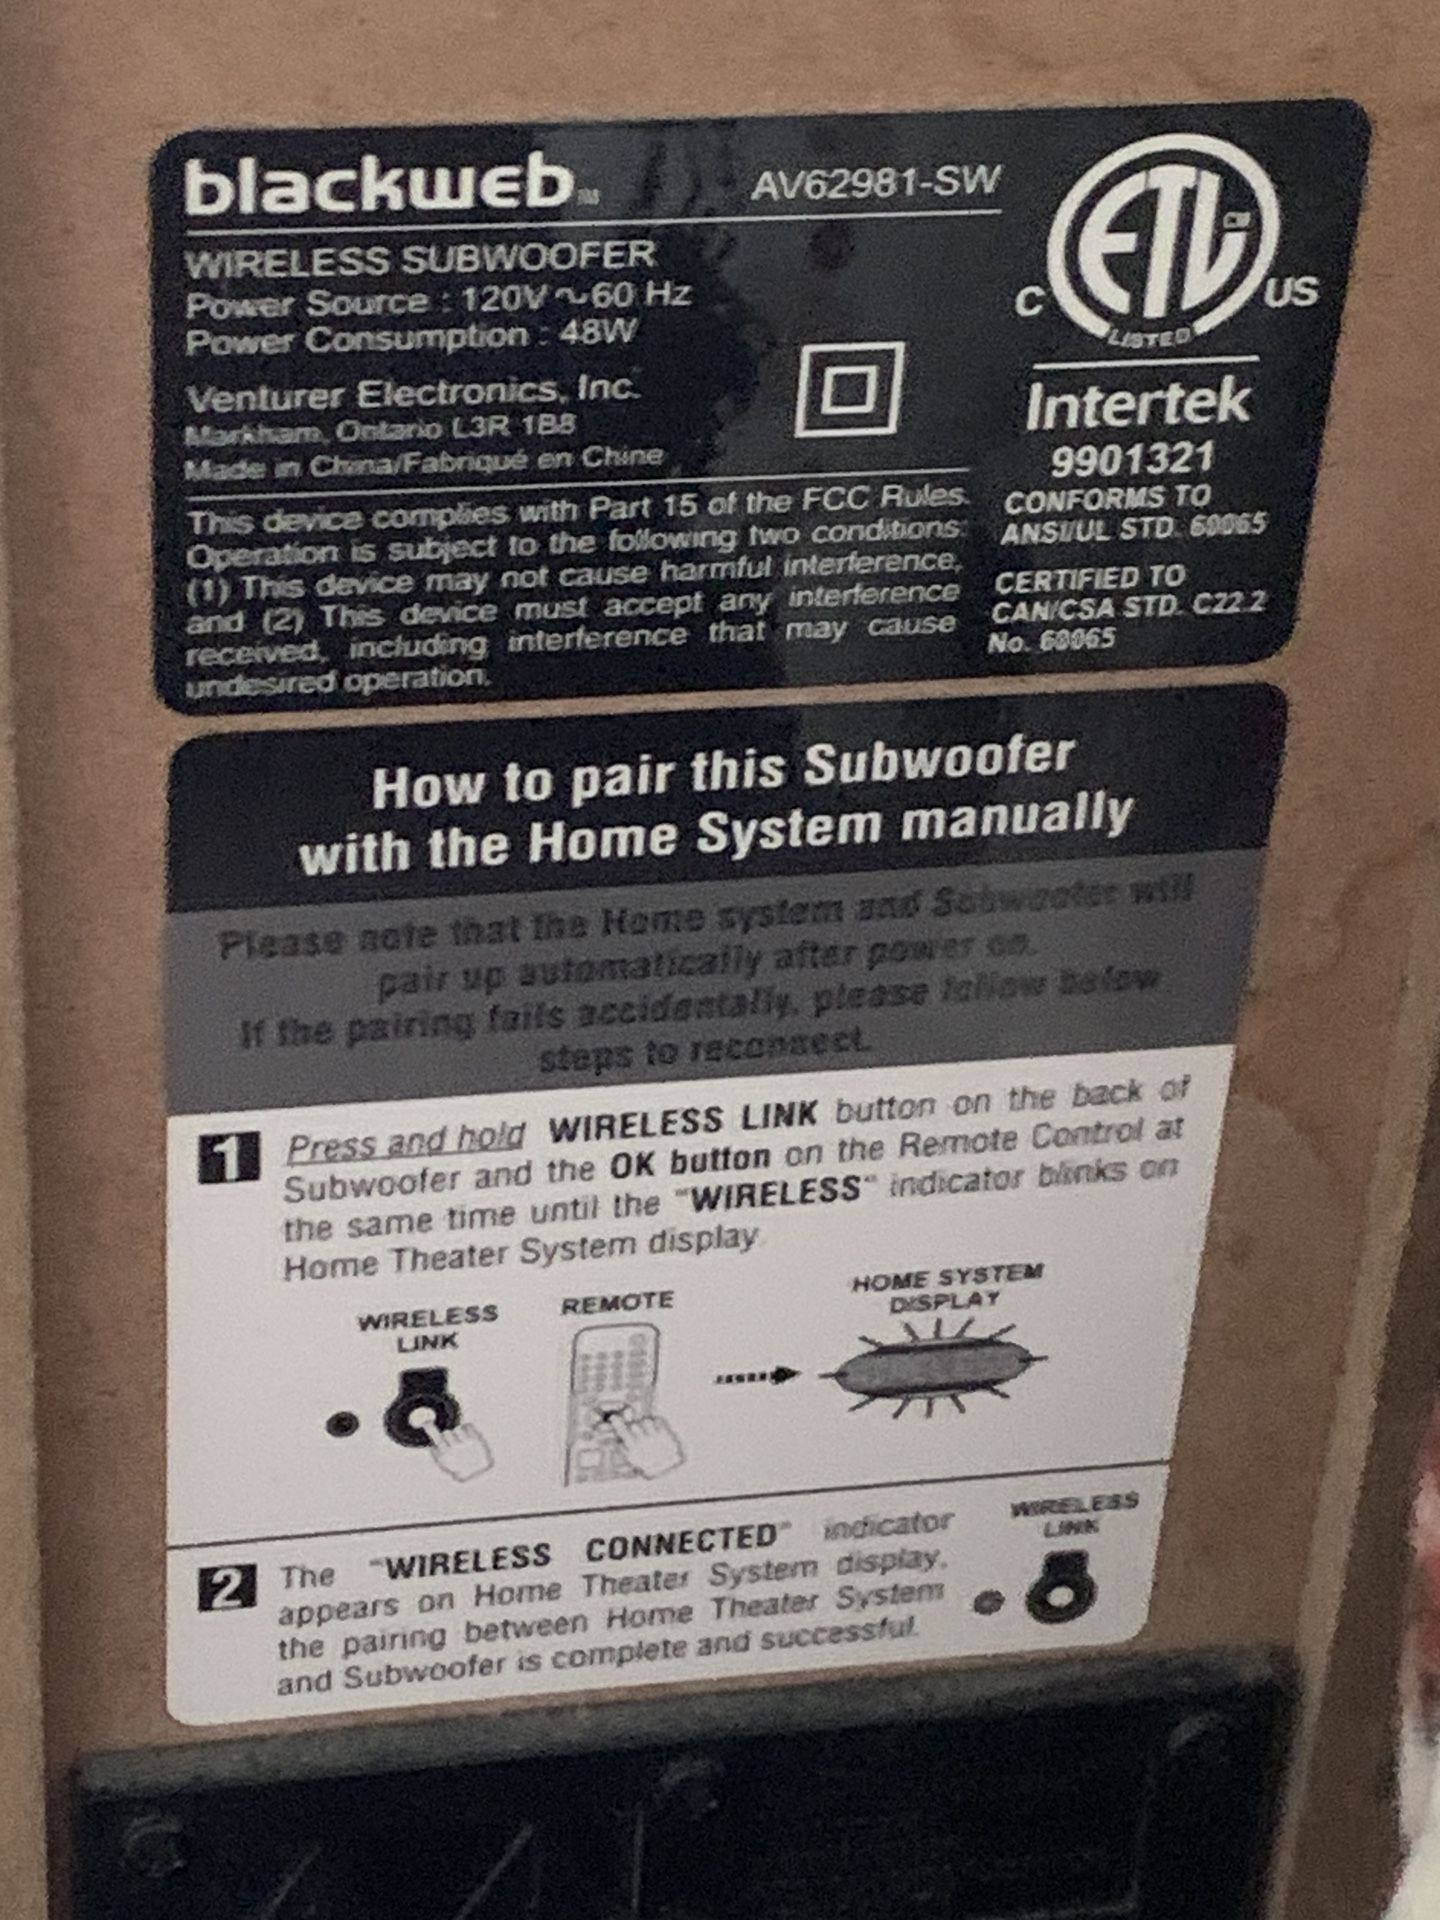 blackweb™ AV62981-SW
WIRELESS SUBWOOFER
Power Source : 120V ~ 60 Hz
Power Consumption : 48W
Venturer Electronics, Inc.
Markham, Ontario L3R 1B8
Made in China/Fabriqué en Chine
This device complies with Part 15 of the FCC Rules.
Operation is subject to the following two conditions:
(1) This device may not cause harmful interference,
and (2) This device must accept any interference
received, including interference that may cause
undesired operation.
ETL CM
C US
LISTED
Intertek
9901321
CONFORMS TO
ANSI/UL STD. 60065
CERTIFIED TO
CAN/CSA STD. C22.2
No. 60065
How to pair this Subwoofer
with the Home System manually
Please note that the Home system and Subwoofer will
pair up automatically after power on.
If the pairing fails accidentally, please follow below
steps to reconnect.
1 Press and hold WIRELESS LINK button on the back of
Subwoofer and the OK button on the Remote Control at
the same time until the "WIRELESS" indicator blinks on
Home Theater System display.
WIRELESS
LINK
REMOTE
HOME SYSTEM
DISPLAY
2 The "WIRELESS CONNECTED" indicator
appears on Home Theater System display,
the pairing between Home Theater System
and Subwoofer is complete and successful.
WIRELESS
LINK